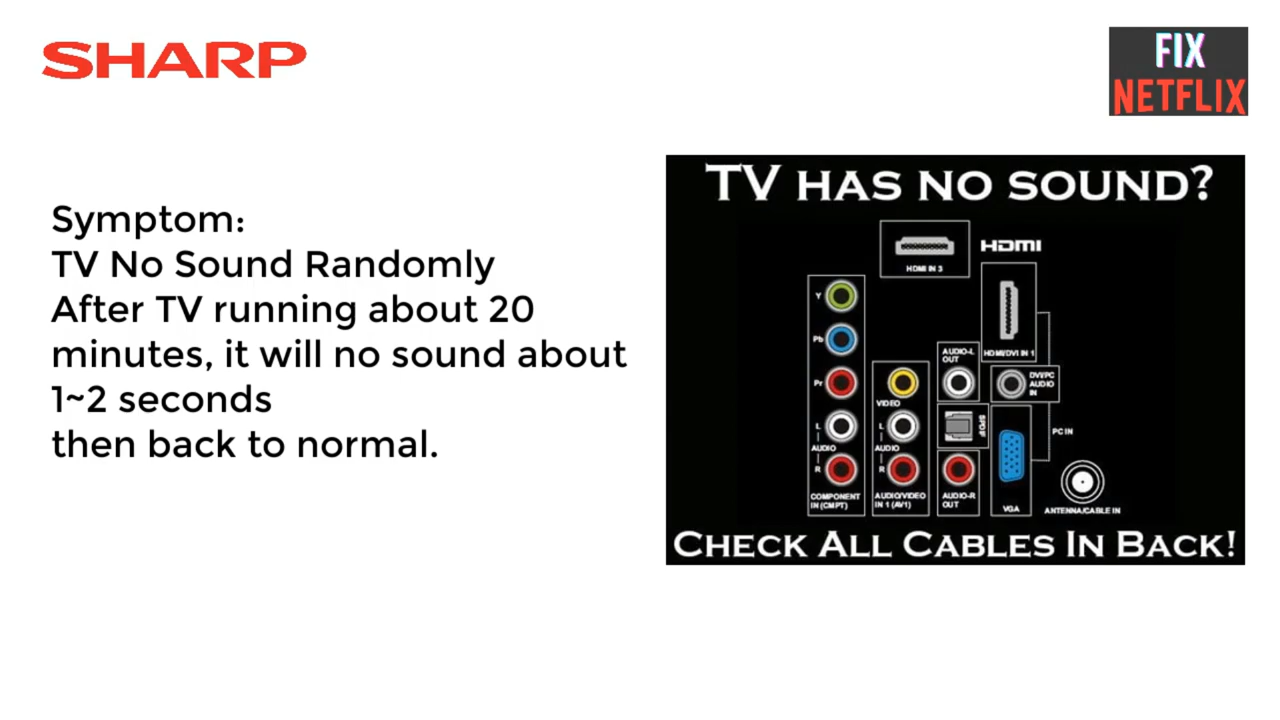 SHARP
FIX
NETFLIX
Symptom:
TV No Sound Randomly
After TV running about 20
minutes, it will no sound about
1~2 seconds
then back to normal.
TV HAS NO SOUND?
HDMI IN 3
HDMI
Y
Pb
Pr
L
AUDIO
R
COMPONENT
IN (CMPT)
VIDEO
L
AUDIO
R
AUDIO/VIDEO
IN 1 (AV1)
AUDIO-L
OUT
SPDIF
AUDIO-R
OUT
HDMI/DVI IN 1
DVI/PC
AUDIO
IN
PC IN
VGA
ANTENNA/CABLE IN
CHECK ALL CABLES IN BACK!